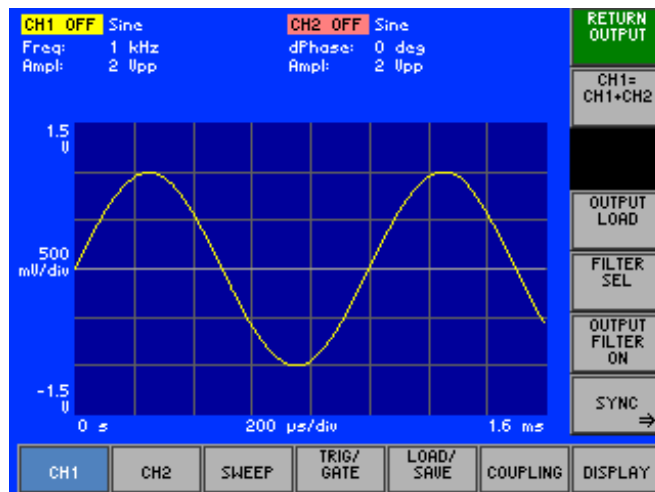 CH1 OFF Sine
Freq: 1 kHz
Ampl: 2 Vpp
CH2 OFF Sine
dPhase: 0 deg
Ampl: 2 Vpp
RETURN
OUTPUT
CH1=
CH1+CH2
OUTPUT
LOAD
FILTER
SEL
OUTPUT
FILTER
ON
SYNC
⇒
1.5
V
500
mV/div
-1.5
V
0 s 200 µs/div 1.6 ms
CH1 CH2 SWEEP TRIG/
GATE LOAD/
SAVE COUPLING DISPLAY